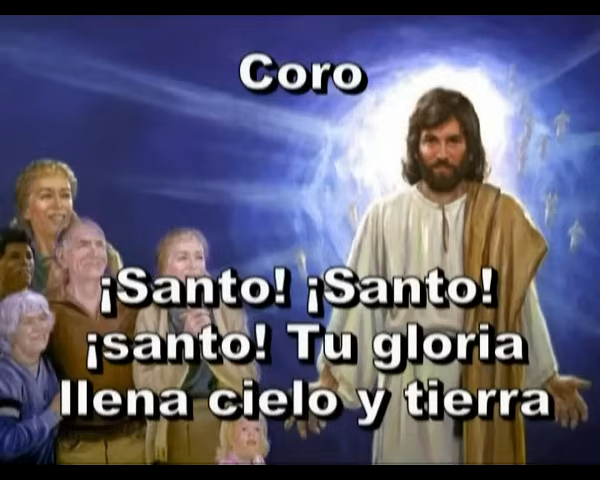 Coro
¡Santo! ¡Santo!
¡santo! Tu gloria
llena cielo y tierra